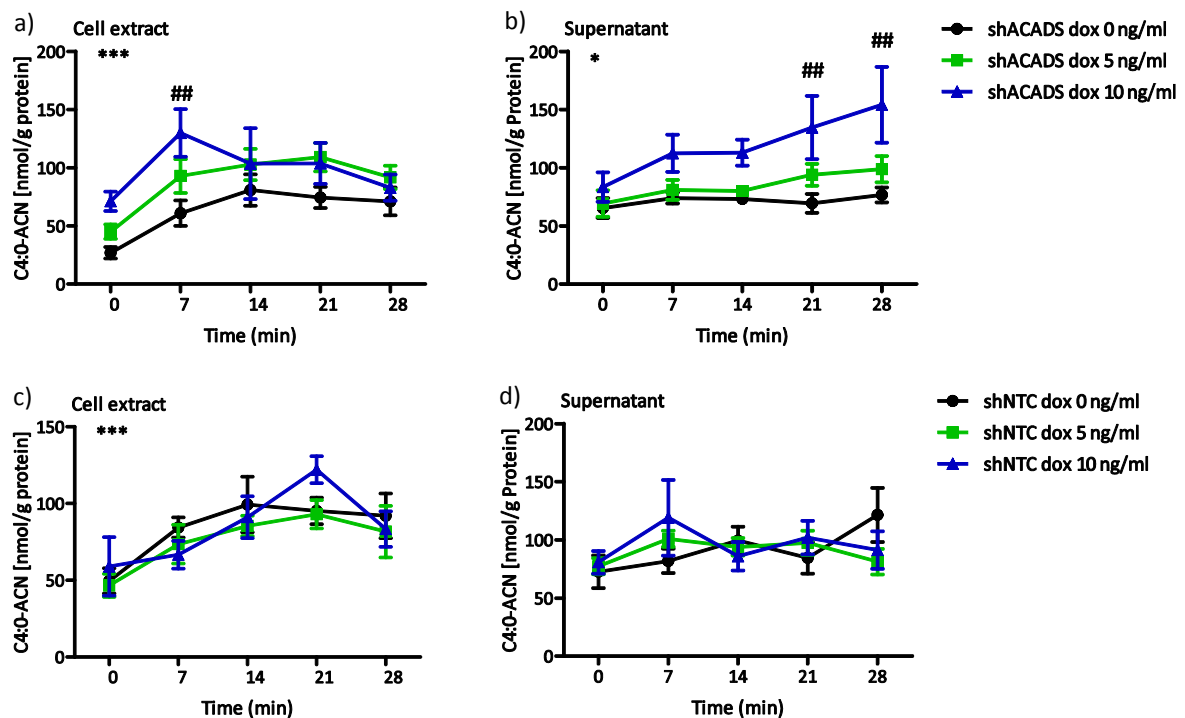 a)
Cell extract
***
##
C4:0-ACN [nmol/g protein]
200
150
100
50
0
0 7 14 21 28
Time (min)
b)
Supernatant
*
##
##
C4:0-ACN [nmol/g Protein]
200
150
100
50
0
0 7 14 21 28
Time (min)
shACADS dox 0 ng/ml
shACADS dox 5 ng/ml
shACADS dox 10 ng/ml
c)
Cell extract
***
C4:0-ACN [nmol/g protein]
150
100
50
0
0 7 14 21 28
Time (min)
d)
Supernatant
C4:0-ACN [nmol/g Protein]
200
150
100
50
0
0 7 14 21 28
Time (min)
shNTC dox 0 ng/ml
shNTC dox 5 ng/ml
shNTC dox 10 ng/ml